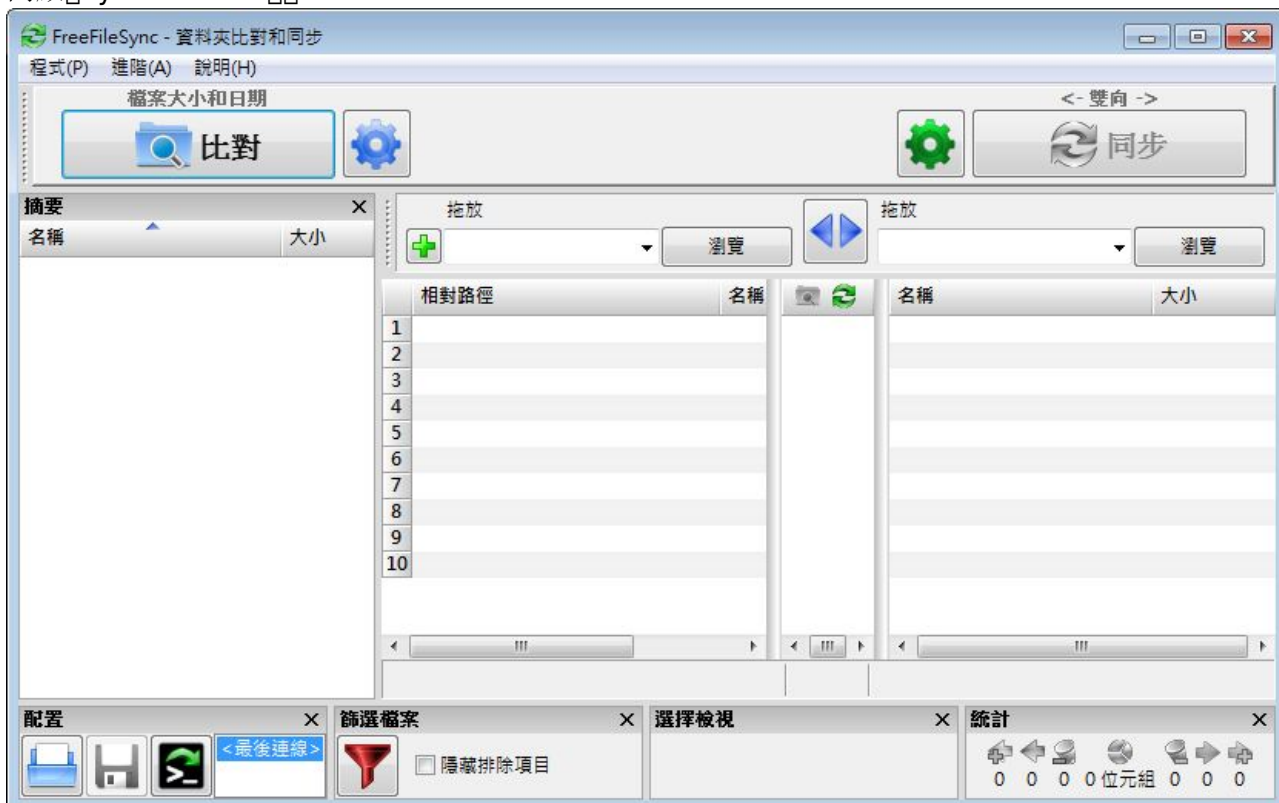 FreeFileSync - 資料夾比對和同步
程式(P) 進階(A) 說明(H)
檔案大小和日期
<- 雙向 ->
比對
同步
摘要
名稱 大小
拖放
瀏覽
拖放
瀏覽
相對路徑 名稱
名稱 大小
1
2
3
4
5
6
7
8
9
10
配置
<最後連線>
篩選檔案
隱藏排除項目
選擇檢視
統計
0 0 0 0位元組 0 0 0